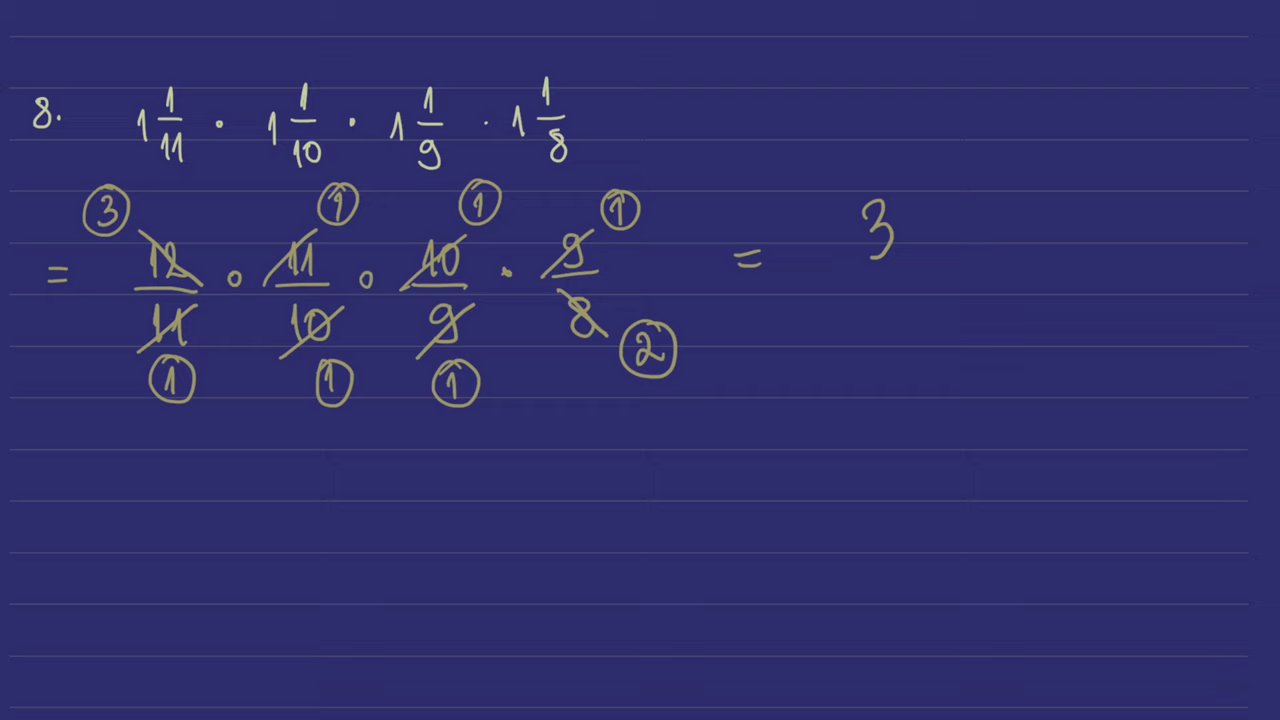 8. 1 1/11 · 1 1/10 · 1 1/9 · 1 1/8
③ ① ① ①
= 12/11 · 11/10 · 10/9 · 9/8 = 3
① ① ① ②